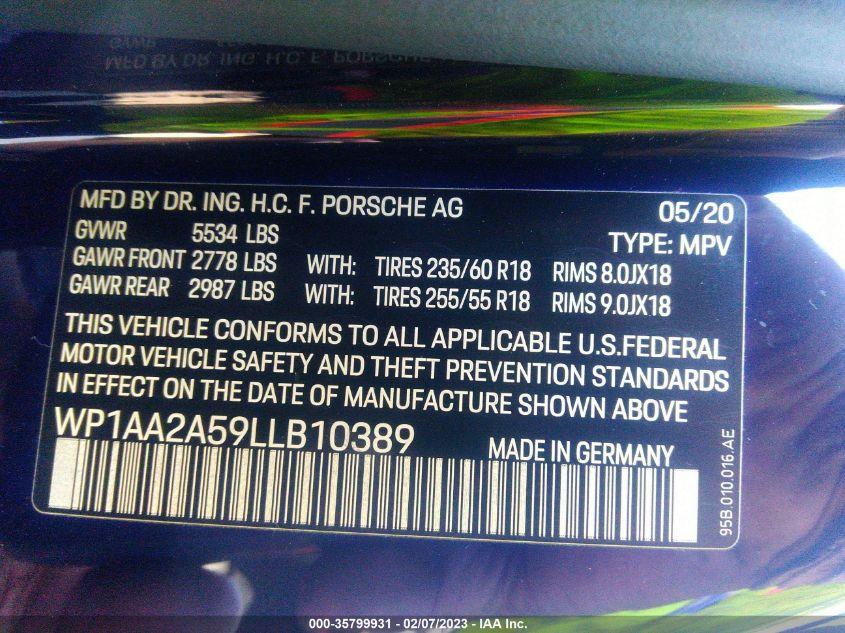 MFD BY DR. ING. H.C. F. PORSCHE AG 05/20
GVWR 5534 LBS TYPE: MPV
GAWR FRONT 2778 LBS WITH: TIRES 235/60 R18 RIMS 8.0JX18
GAWR REAR 2987 LBS WITH: TIRES 255/55 R18 RIMS 9.0JX18
THIS VEHICLE CONFORMS TO ALL APPLICABLE U.S.FEDERAL
MOTOR VEHICLE SAFETY AND THEFT PREVENTION STANDARDS
IN EFFECT ON THE DATE OF MANUFACTURE SHOWN ABOVE
WP1AA2A59LLB10389 MADE IN GERMANY
95B.010.016.AE
000-35799931 - 02/07/2023 - IAA Inc.